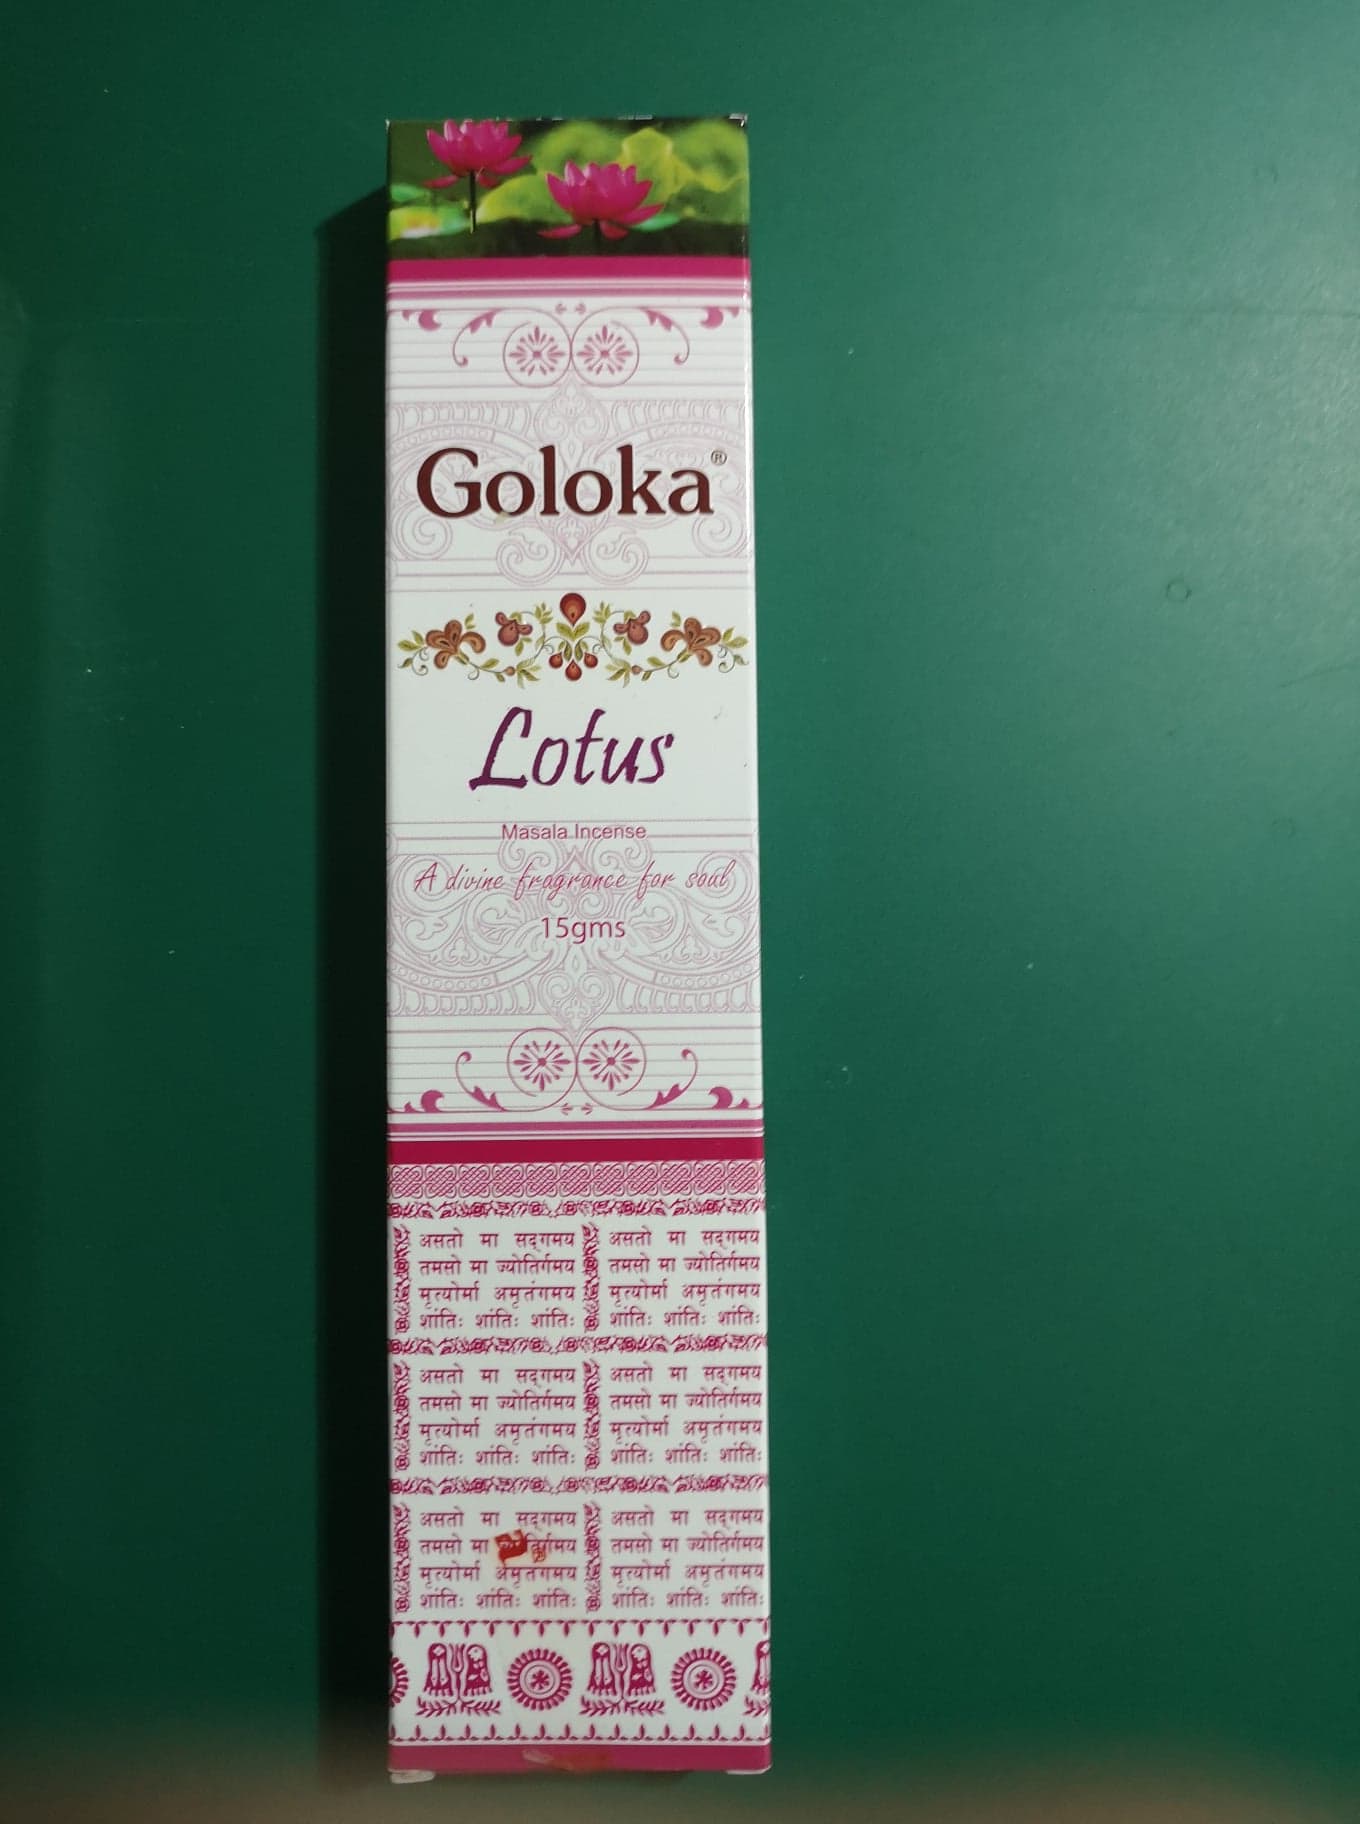 Goloka®
Lotus
Masala Incense
A divine fragrance for soul
15gms
असतो मा सद्गमय
तमसो मा ज्योतिर्गमय
मृत्योर्मा अमृतंगमय
शांतिः शांतिः शांतिः
असतो मा सद्गमय
तमसो मा ज्योतिर्गमय
मृत्योर्मा अमृतंगमय
शांतिः शांतिः शांतिः
असतो मा सद्गमय
तमसो मा ज्योतिर्गमय
मृत्योर्मा अमृतंगमय
शांतिः शांतिः शांतिः
असतो मा सद्गमय
तमसो मा ज्योतिर्गमय
मृत्योर्मा अमृतंगमय
शांतिः शांतिः शांतिः
असतो मा सद्गमय
तमसो मा
मृत्योर्मा अमृतंगमय
शांतिः शांतिः शांतिः
असतो मा सद्गमय
तमसो मा ज्योतिर्गमय
मृत्योर्मा अमृतंगमय
शांतिः शांतिः शांतिः